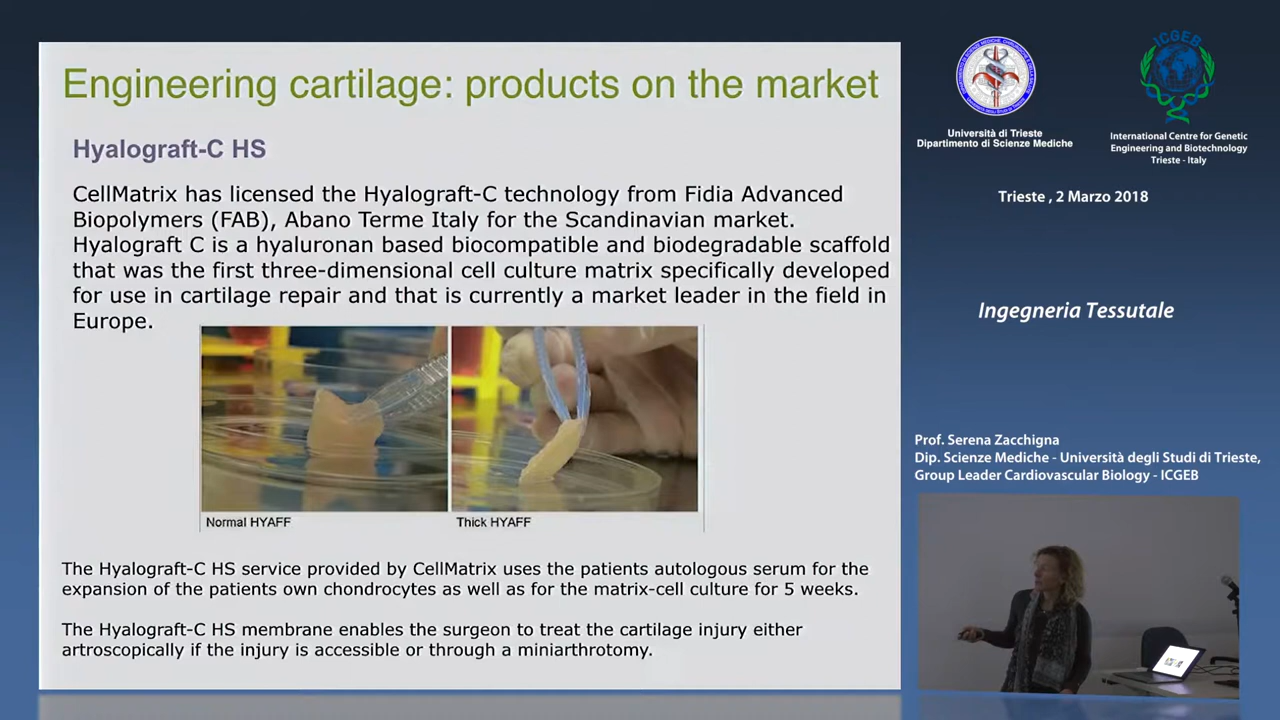 Engineering cartilage: products on the market
Hyalograft-C HS
CellMatrix has licensed the Hyalograft-C technology from Fidia Advanced
Biopolymers (FAB), Abano Terme Italy for the Scandinavian market.
Hyalograft C is a hyaluronan based biocompatible and biodegradable scaffold
that was the first three-dimensional cell culture matrix specifically developed
for use in cartilage repair and that is currently a market leader in the field in
Europe.
Normal HYAFF
Thick HYAFF
The Hyalograft-C HS service provided by CellMatrix uses the patients autologous serum for the
expansion of the patients own chondrocytes as well as for the matrix-cell culture for 5 weeks.
The Hyalograft-C HS membrane enables the surgeon to treat the cartilage injury either
artroscopically if the injury is accessible or through a miniarthrotomy.
Università di Trieste
Dipartimento di Scienze Mediche
ICGEB
International Centre for Genetic
Engineering and Biotechnology
Trieste - Italy
Trieste , 2 Marzo 2018
Ingegneria Tessutale
Prof. Serena Zacchigna
Dip. Scienze Mediche - Università degli Studi di Trieste,
Group Leader Cardiovascular Biology - ICGEB